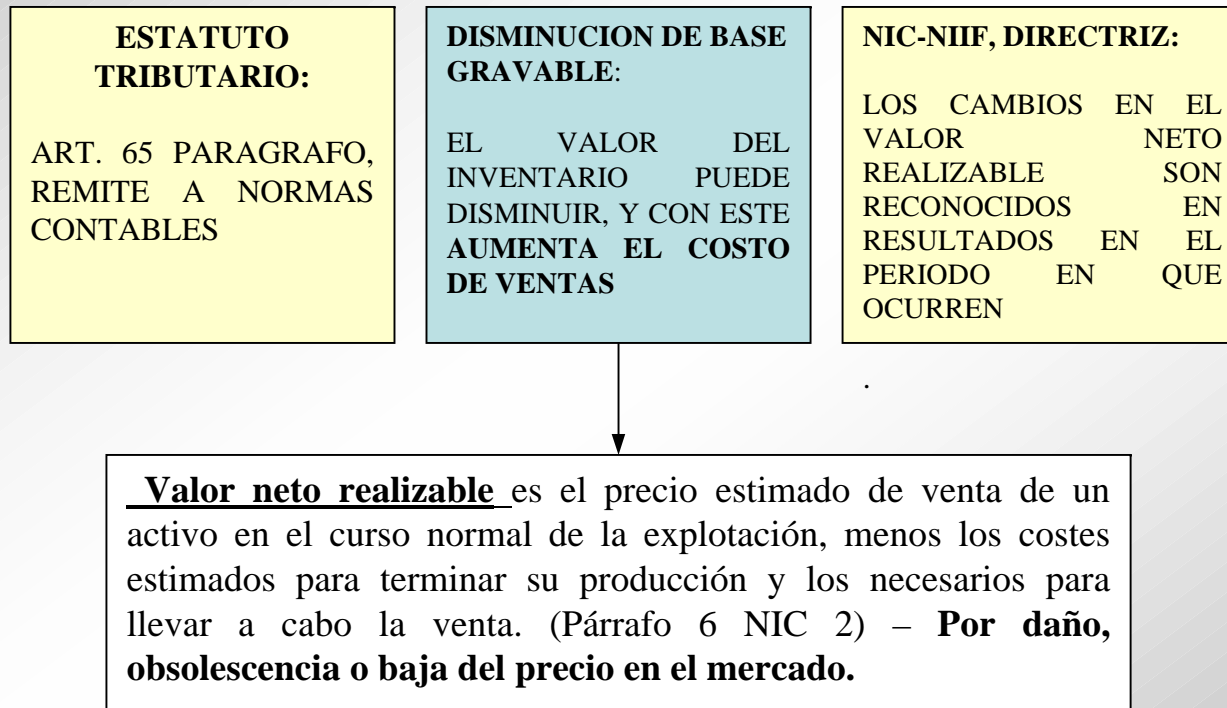 ESTATUTO
TRIBUTARIO:
ART. 65 PARAGRAFO,
REMITE A NORMAS
CONTABLES
DISMINUCION DE BASE
GRAVABLE:
EL VALOR DEL
INVENTARIO PUEDE
DISMINUIR, Y CON ESTE
AUMENTA EL COSTO
DE VENTAS
NIC-NIIF, DIRECTRIZ:
LOS CAMBIOS EN EL
VALOR NETO
REALIZABLE SON
RECONOCIDOS EN
RESULTADOS EN EL
PERIODO EN QUE
OCURREN
.
Valor neto realizable es el precio estimado de venta de un
activo en el curso normal de la explotación, menos los costes
estimados para terminar su producción y los necesarios para
llevar a cabo la venta. (Párrafo 6 NIC 2) – Por daño,
obsolescencia o baja del precio en el mercado.